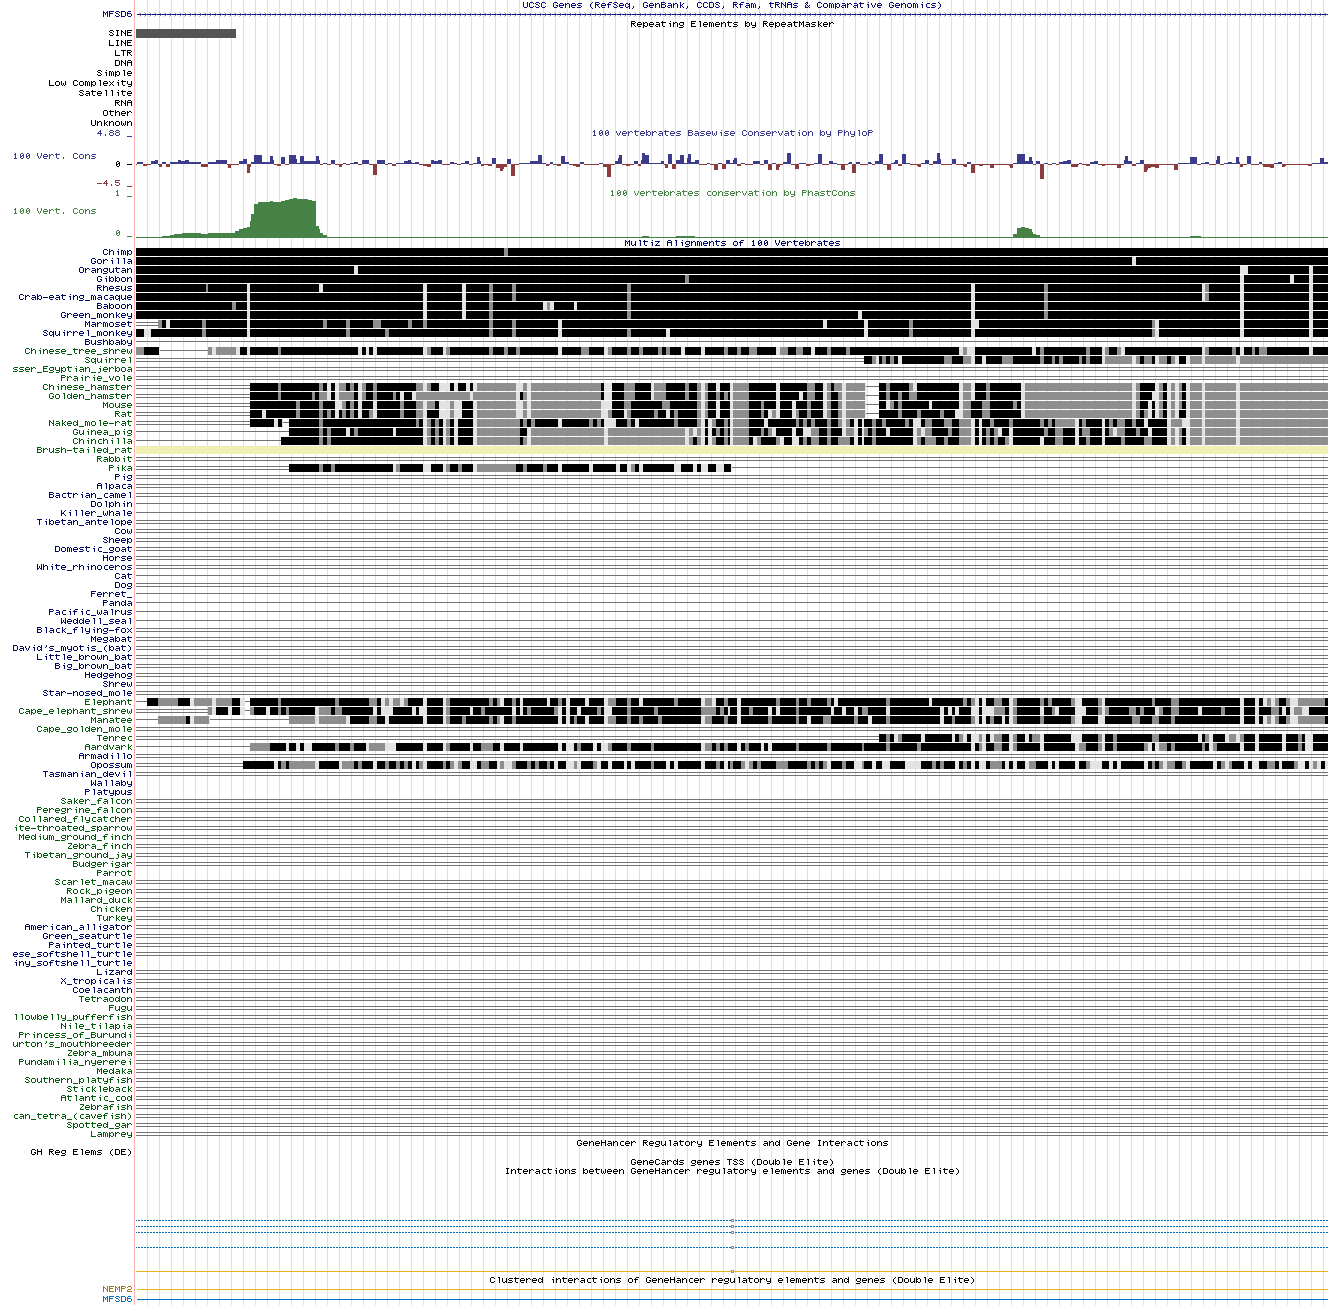 UCSC Genes (RefSeq, GenBank, CCDS, Rfam, tRNAs & Comparative Genomics)
MFSD6
Repeating Elements by RepeatMasker
SINE
LINE
LTR
DNA
Simple
Low Complexity
Satellite
RNA
Other
Unknown
100 vertebrates Basewise Conservation by PhyloP
4.88 _
100 Vert. Cons
0 _
-4.5 _
100 vertebrates conservation by PhastCons
1 _
100 Vert. Cons
0 _
Multiz Alignments of 100 Vertebrates
Chimp
Gorilla
Orangutan
Gibbon
Rhesus
Crab-eating_macaque
Baboon
Green_monkey
Marmoset
Squirrel_monkey
Bushbaby
Chinese_tree_shrew
Squirrel
sser_Egyptian_jerboa
Prairie_vole
Chinese_hamster
Golden_hamster
Mouse
Rat
Naked_mole-rat
Guinea_pig
Chinchilla
Brush-tailed_rat
Rabbit
Pika
Pig
Alpaca
Bactrian_camel
Dolphin
Killer_whale
Tibetan_antelope
Cow
Sheep
Domestic_goat
Horse
White_rhinoceros
Cat
Dog
Ferret_
Panda
Pacific_walrus
Weddell_seal
Black_flying-fox
Megabat
David's_myotis_(bat)
Little_brown_bat
Big_brown_bat
Hedgehog
Shrew
Star-nosed_mole
Elephant
Cape_elephant_shrew
Manatee
Cape_golden_mole
Tenrec
Aardvark
Armadillo
Opossum
Tasmanian_devil
Wallaby
Platypus
Saker_falcon
Peregrine_falcon
Collared_flycatcher
ite-throated_sparrow
Medium_ground_finch
Zebra_finch
Tibetan_ground_jay
Budgerigar
Parrot
Scarlet_macaw
Rock_pigeon
Mallard_duck
Chicken
Turkey
American_alligator
Green_seaturtle
Painted_turtle
ese_softshell_turtle
iny_softshell_turtle
Lizard
X_tropicalis
Coelacanth
Tetraodon
Fugu
llowbelly_pufferfish
Nile_tilapia
Princess_of_Burundi
urton's_mouthbreeder
Zebra_mbuna
Pundamilia_nyererei
Medaka
Southern_platyfish
Stickleback
Atlantic_cod
Zebrafish
can_tetra_(cavefish)
Spotted_gar
Lamprey
GeneHancer Regulatory Elements and Gene Interactions
GH Reg Elems (DE)
GeneCards genes TSS (Double Elite)
Interactions between GeneHancer regulatory elements and genes (Double Elite)
Clustered interactions of GeneHancer regulatory elements and genes (Double Elite)
NEMP2
MFSD6